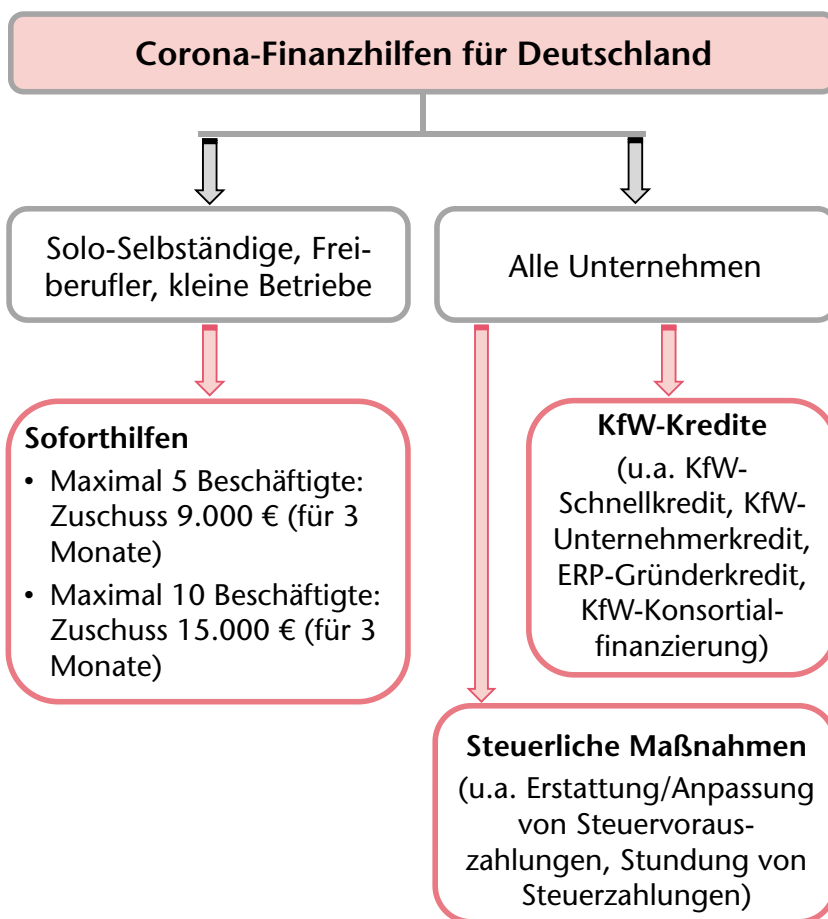 Corona-Finanzhilfen für Deutschland
Solo-Selbständige, Frei-
berufler, kleine Betriebe
Alle Unternehmen
Soforthilfen
• Maximal 5 Beschäftigte:
Zuschuss 9.000 € (für 3
Monate)
• Maximal 10 Beschäftigte:
Zuschuss 15.000 € (für 3
Monate)
KfW-Kredite
(u.a. KfW-
Schnellkredit, KfW-
Unternehmerkredit,
ERP-Gründerkredit,
KfW-Konsortial-
finanzierung)
Steuerliche Maßnahmen
(u.a. Erstattung/Anpassung
von Steuervoraus-
zahlungen, Stundung von
Steuerzahlungen)